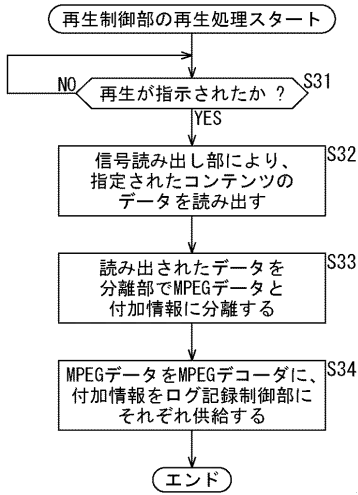 再生制御部の再生処理スタート
NO
再生が指示されたか?
S31
YES
S32
信号読み出し部により、
指定されたコンテンツの
データを読み出す
S33
読み出されたデータを
分離部でMPEGデータと
付加情報に分離する
S34
MPEGデータをMPEGデコーダに、
付加情報をログ記録制御部に
それぞれ供給する
エンド